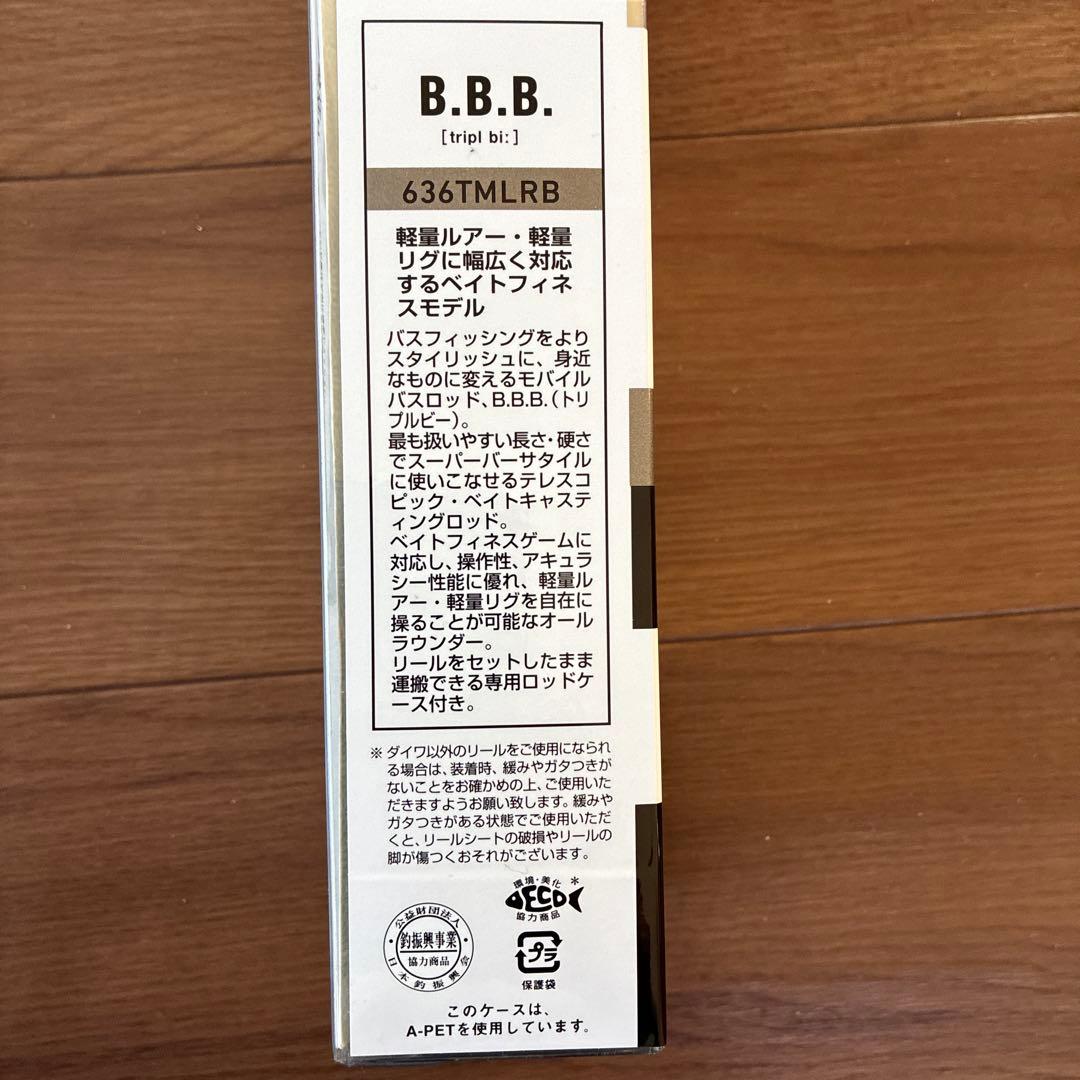 B.B.B.
[tripl bi:]
636TMLRB
軽量ルアー・軽量
リグに幅広く対応
するベイトフィネ
スモデル
バスフィッシングをより
スタイリッシュに、身近
なものに変えるモバイル
バスロッド、B.B.B.(トリ
プルビー)。
最も扱いやすい長さ・硬さ
でスーパーバーサタイル
に使いこなせるテレスコ
ピック・ベイトキャステ
ィングロッド。
ベイトフィネスゲームに
対応し、操作性、アキュラ
シー性能に優れ、軽量ル
アー・軽量リグを自在に
操ることが可能なオール
ラウンダー。
リールをセットしたまま
運搬できる専用ロッドケ
ース付き。
※ ダイワ以外のリールをご使用になられ
る場合は、装着時、緩みやガタつきが
ないことをお確かめの上、ご使用いた
だきますようお願い致します。緩みや
ガタつきがある状態でご使用いただ
くと、リールシートの破損やリールの
脚が傷つくおそれがございます。
環境・美化*
ECO
協力商品
公益財団法人
釣振興事業
協力商品
日本釣振興会
プラ
保護袋
このケースは、
A-PETを使用しています。